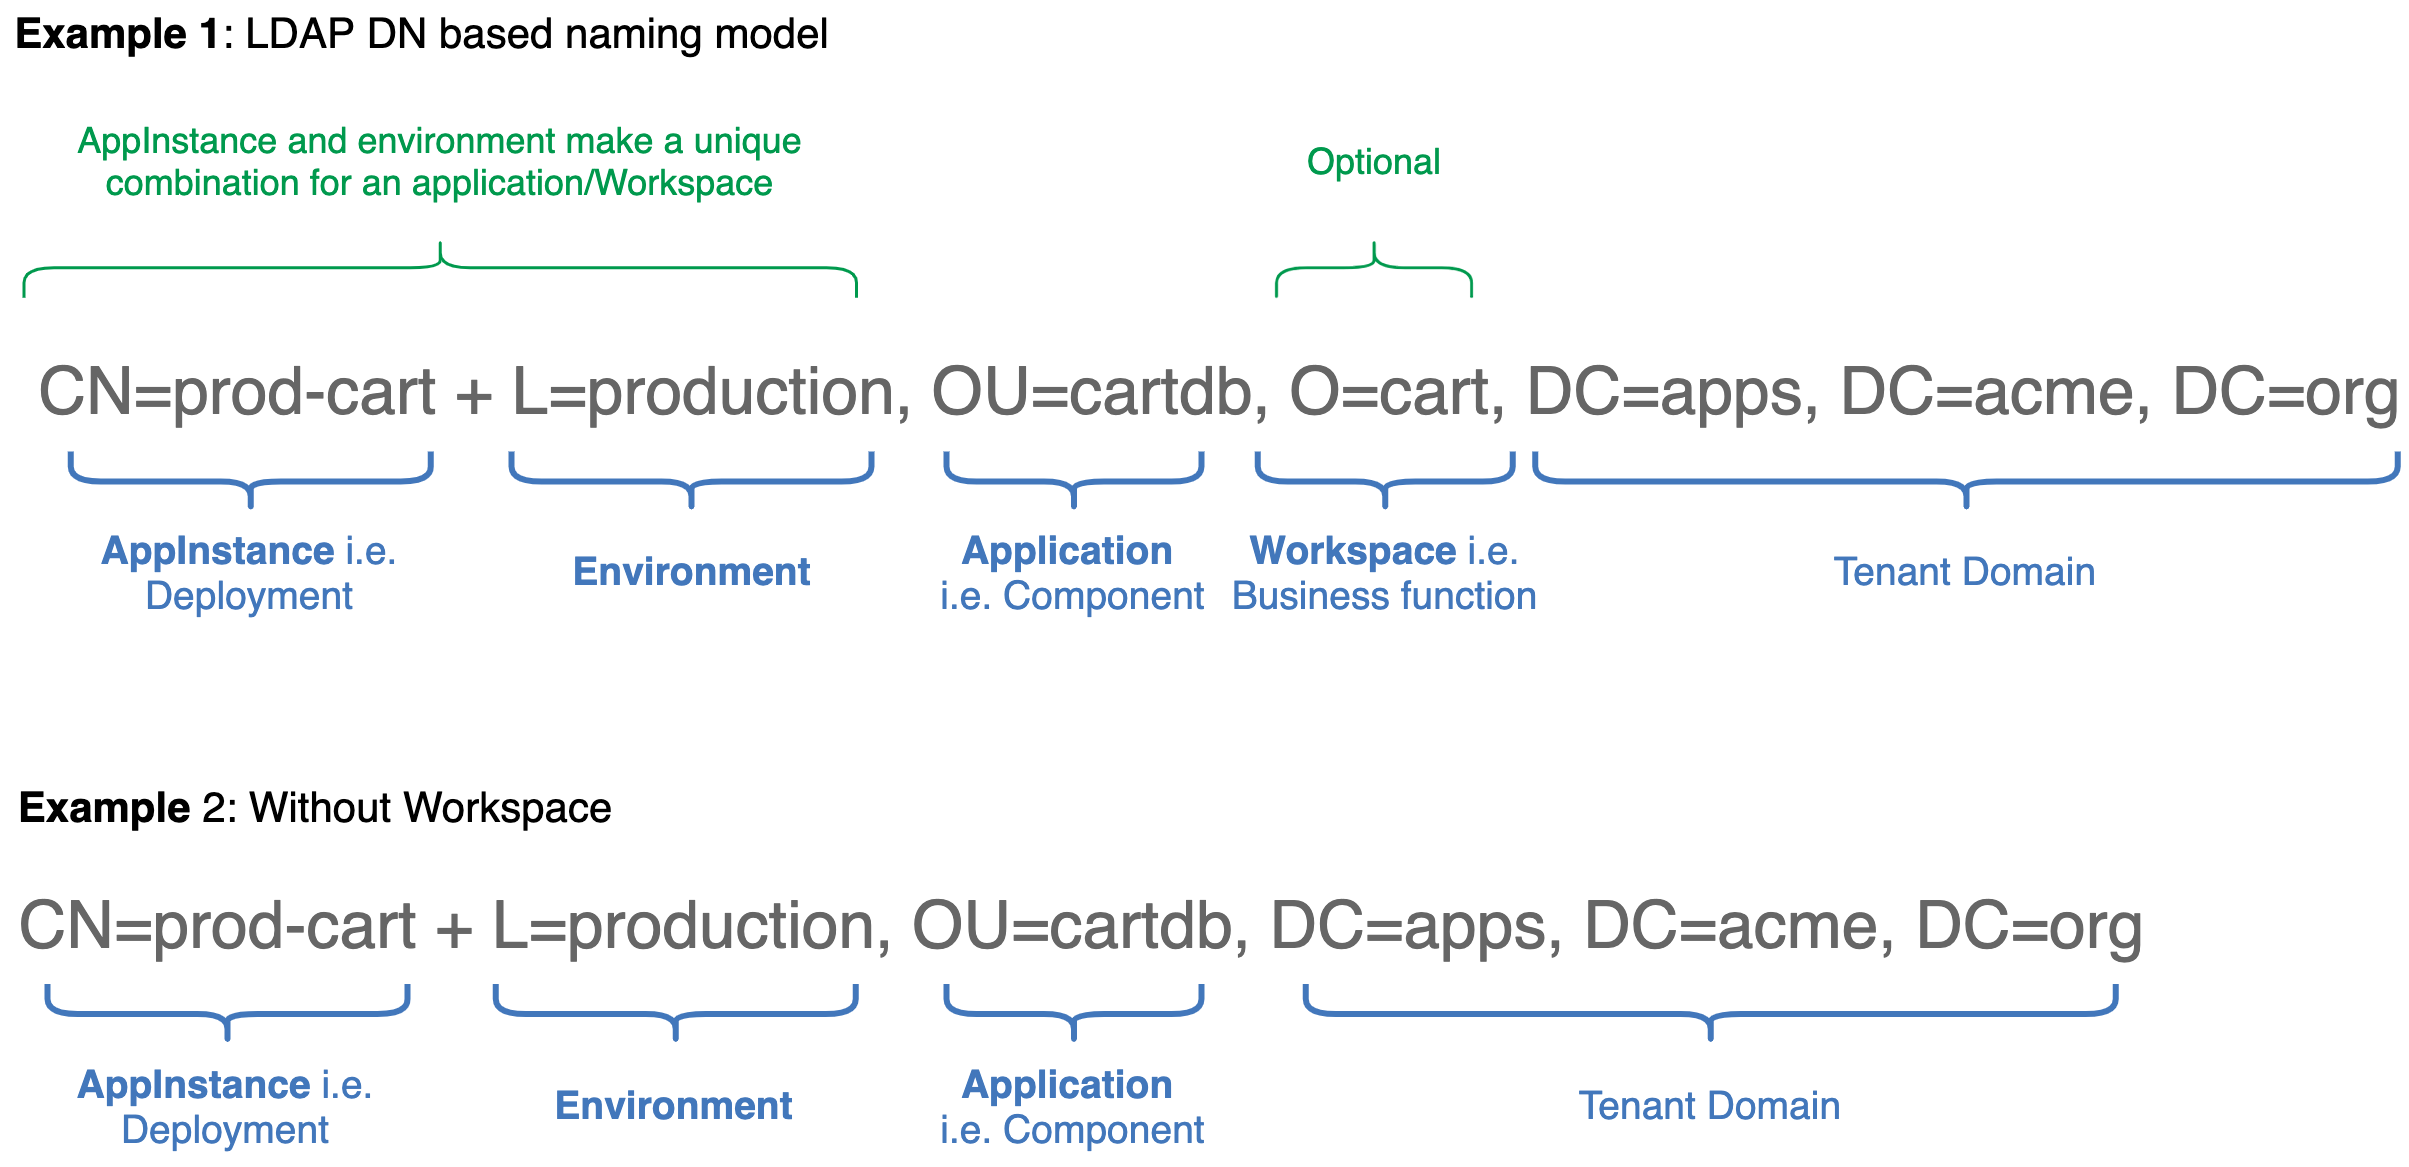 Example 1: LDAP DN based naming model
AppInstance and environment make a unique
combination for an application/Workspace
Optional
CN=prod-cart + L=production, OU=cartdb, O=cart, DC=apps, DC=acme, DC=org
AppInstance i.e.
Deployment
Environment
Application
i.e. Component
Workspace i.e.
Business function
Tenant Domain
Example 2: Without Workspace
CN=prod-cart + L=production, OU=cartdb, DC=apps, DC=acme, DC=org
AppInstance i.e.
Deployment
Environment
Application
i.e. Component
Tenant Domain